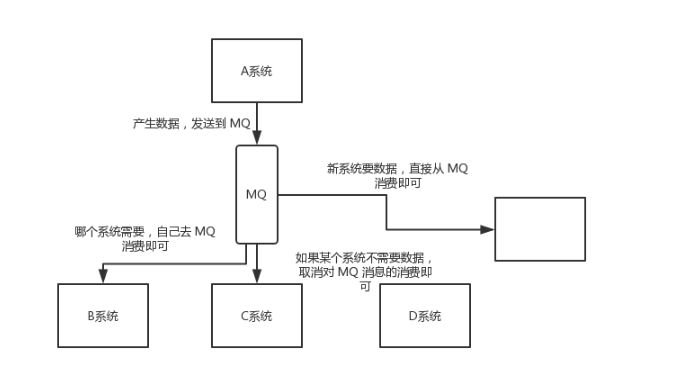 A系统
产生数据，发送到 MQ
新系统要数据，直接从 MQ
消费即可
MQ
哪个系统需要，自己去 MQ
消费即可
如果某个系统不需要数据，
取消对 MQ 消息的消费即
可
B系统
C系统
D系统